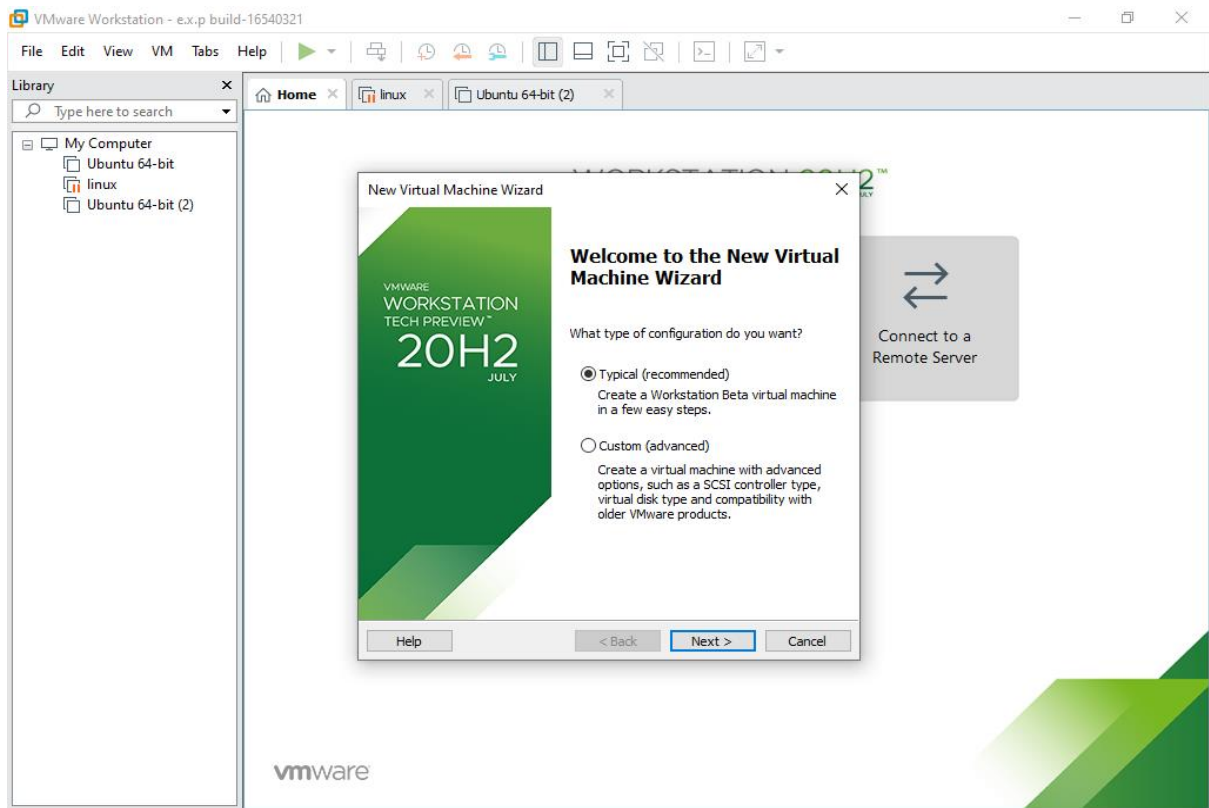 VMware Workstation - e.x.p build-16540321
File Edit View VM Tabs Help
Library
Type here to search
My Computer
Ubuntu 64-bit
linux
Ubuntu 64-bit (2)
Home
linux
Ubuntu 64-bit (2)
2™
New Virtual Machine Wizard
VMWARE
WORKSTATION
TECH PREVIEW™
20H2
JULY
Welcome to the New Virtual
Machine Wizard
What type of configuration do you want?
Typical (recommended)
Create a Workstation Beta virtual machine
in a few easy steps.
Custom (advanced)
Create a virtual machine with advanced
options, such as a SCSI controller type,
virtual disk type and compatibility with
older VMware products.
Help
< Back
Next >
Cancel
Connect to a
Remote Server
vmware